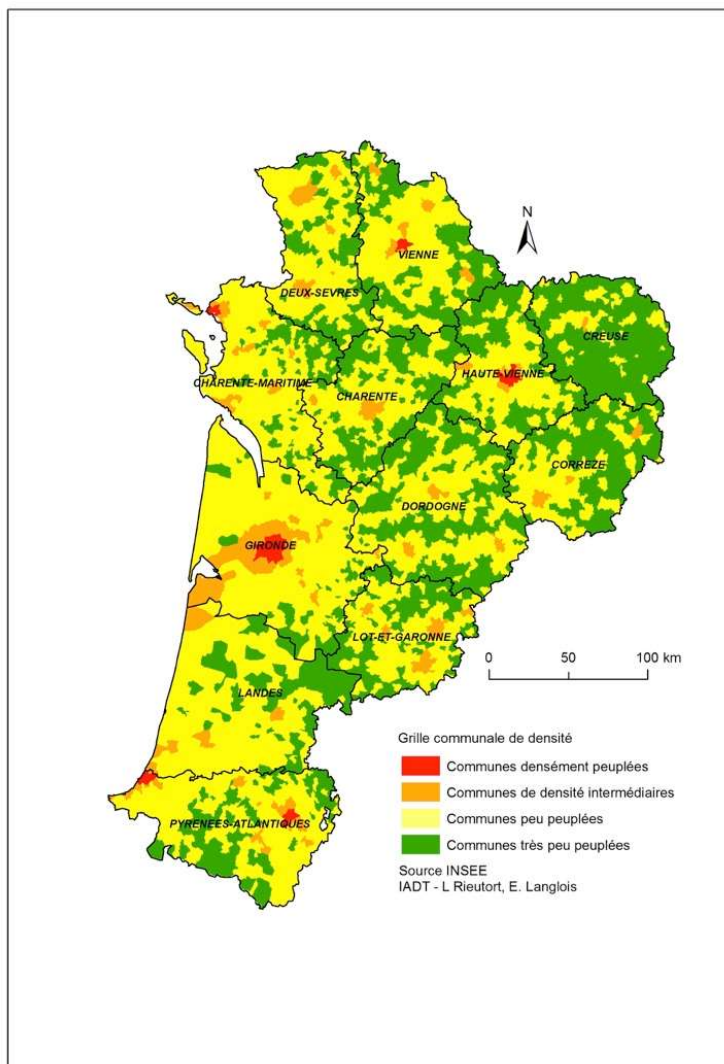 N
VIENNE
DEUX-SEVRES
CREUSE
HAUTE-VIENNE
CHARENTE-MARITIME
CHARENTE
CORREZE
DORDOGNE
GIRONDE
LOT-ET-GARONNE
0 50 100 km
LANDES
Grille communale de densité
Communes densément peuplées
Communes de densité intermédiaires
Communes peu peuplées
PYRENEES-ATLANTIQUES
Communes très peu peuplées
Source INSEE
IADT - L Rieutort, E. Langlois